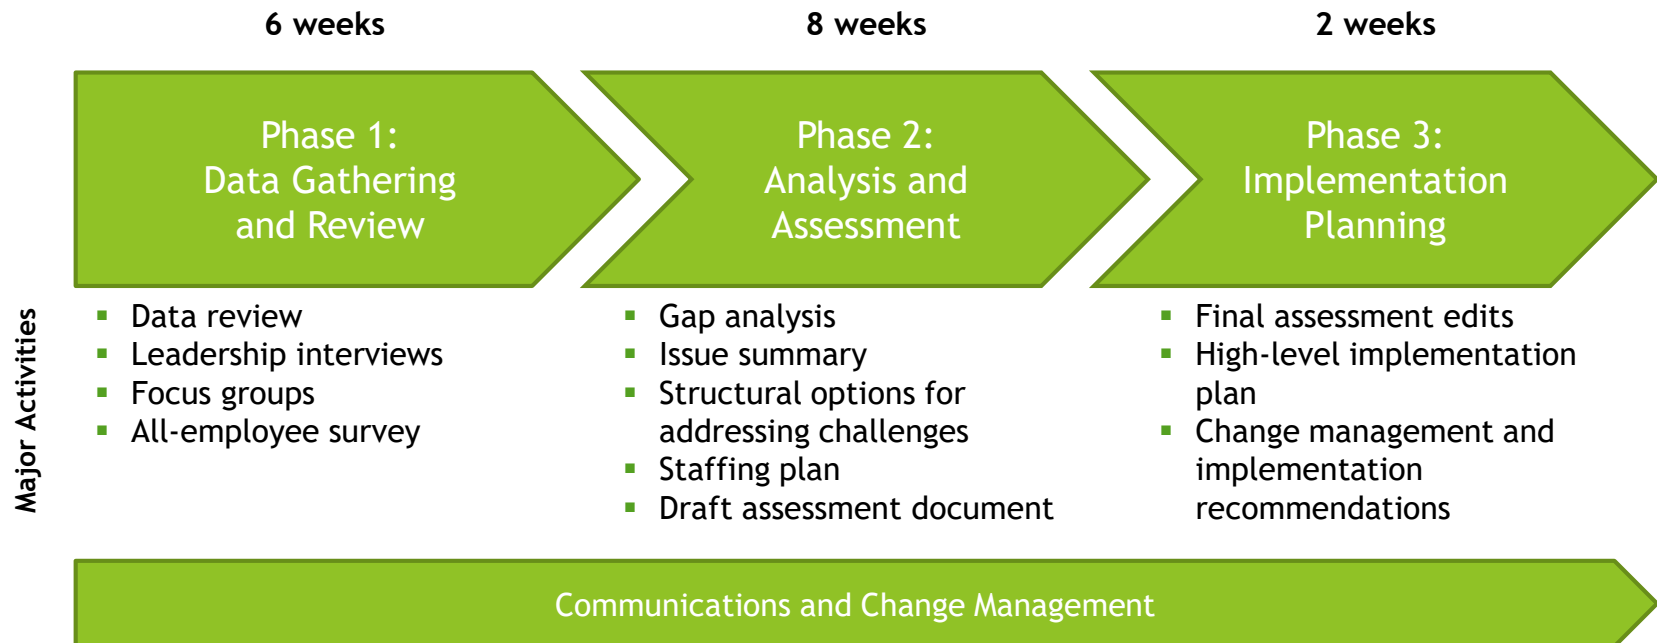 6 weeks
8 weeks
2 weeks
Phase 1:
Data Gathering
and Review
Phase 2:
Analysis and
Assessment
Phase 3:
Implementation
Planning
Major Activities
▪ Data review
▪ Leadership interviews
▪ Focus groups
▪ All-employee survey
▪ Gap analysis
▪ Issue summary
▪ Structural options for
addressing challenges
▪ Staffing plan
▪ Draft assessment document
▪ Final assessment edits
▪ High-level implementation
plan
▪ Change management and
implementation
recommendations
Communications and Change Management